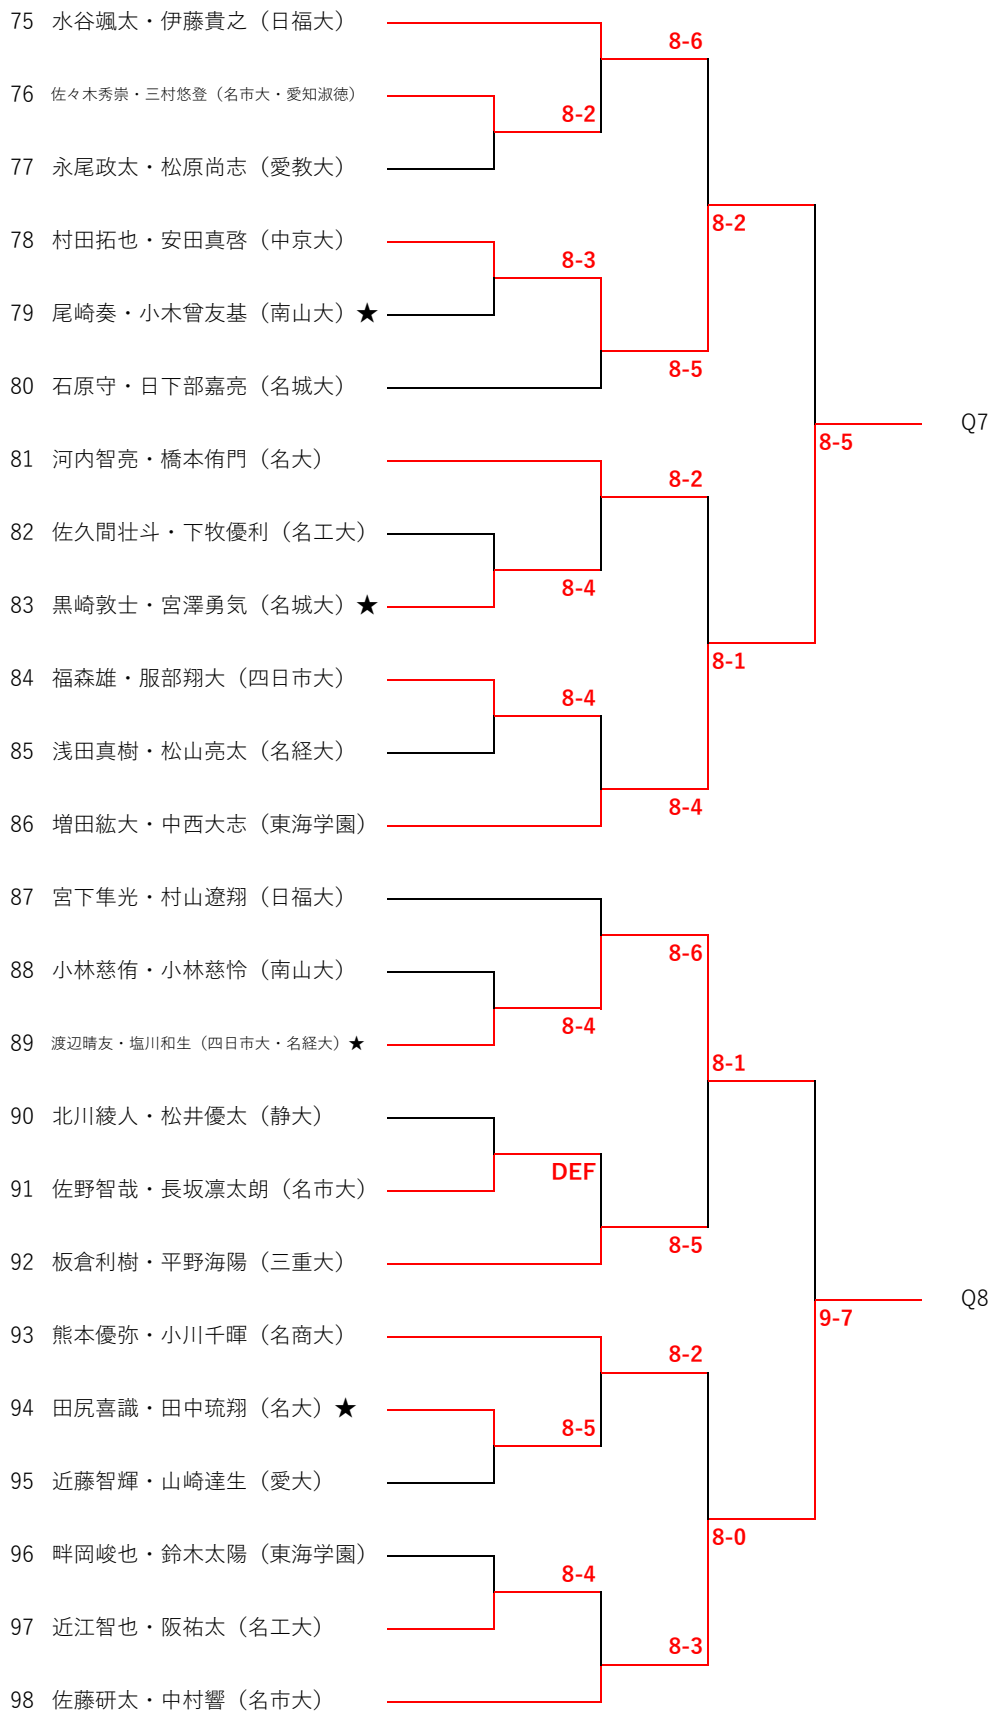 75 水谷颯太・伊藤貴之（日福大）
8-6
76 佐々木秀崇・三村悠登（名市大・愛知淑徳）
8-2
77 永尾政太・松原尚志（愛教大）
8-2
78 村田拓也・安田真啓（中京大）
8-3
79 尾崎奏・小木曾友基（南山大）★
8-5
80 石原守・日下部嘉亮（名城大）
Q7
8-5
81 河内智亮・橋本侑門（名大）
8-2
82 佐久間壮斗・下牧優利（名工大）
8-4
83 黒崎敦士・宮澤勇気（名城大）★
8-1
84 福森雄・服部翔大（四日市大）
8-4
85 浅田真樹・松山亮太（名経大）
8-4
86 増田紘大・中西大志（東海学園）
87 宮下隼光・村山遼翔（日福大）
8-6
88 小林慈侑・小林慈怜（南山大）
8-4
89 渡辺晴友・塩川和生（四日市大・名経大）★
8-1
90 北川綾人・松井優太（静大）
DEF
91 佐野智哉・長坂凛太朗（名市大）
8-5
92 板倉利樹・平野海陽（三重大）
Q8
9-7
93 熊本優弥・小川千暉（名商大）
8-2
94 田尻喜識・田中琉翔（名大）★
8-5
95 近藤智輝・山崎達生（愛大）
8-0
96 畔岡峻也・鈴木太陽（東海学園）
8-4
97 近江智也・阪祐太（名工大）
8-3
98 佐藤研太・中村響（名市大）